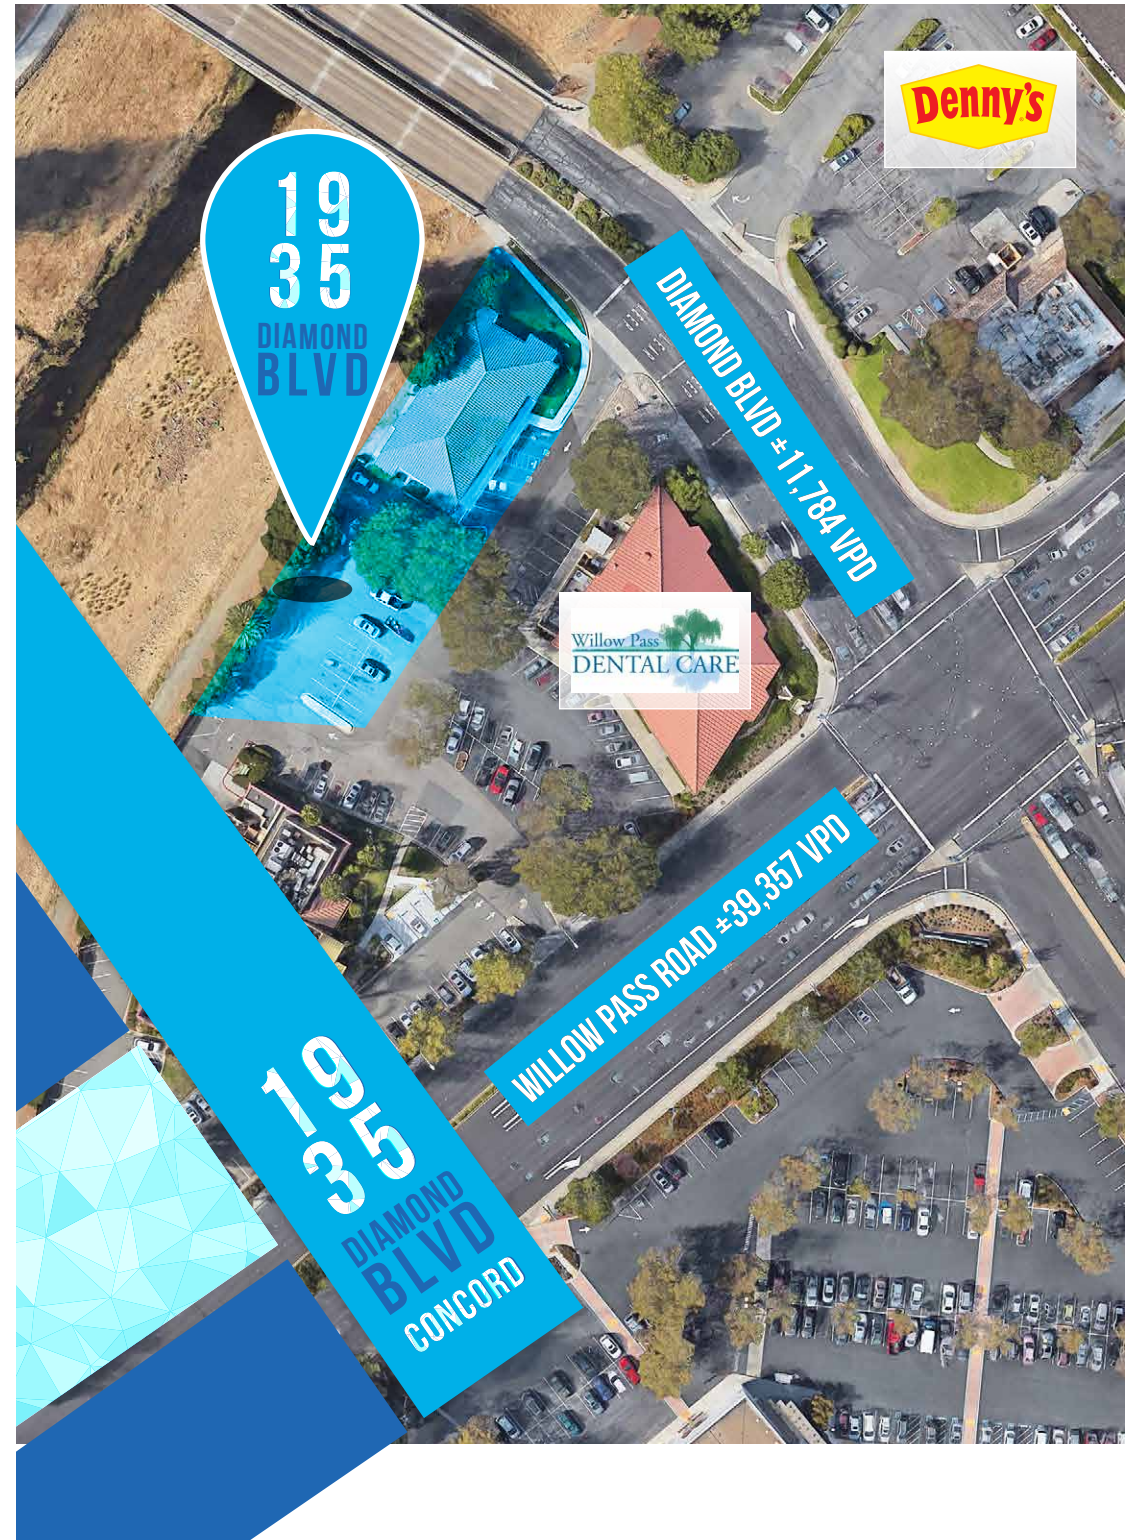 Denny's
19
35
DIAMOND
BLVD
DIAMOND BLVD ±11,784 VPD
Willow Pass
DENTAL CARE
WILLOW PASS ROAD ±39,357 VPD
19
35
DIAMOND
BLVD
CONCORD